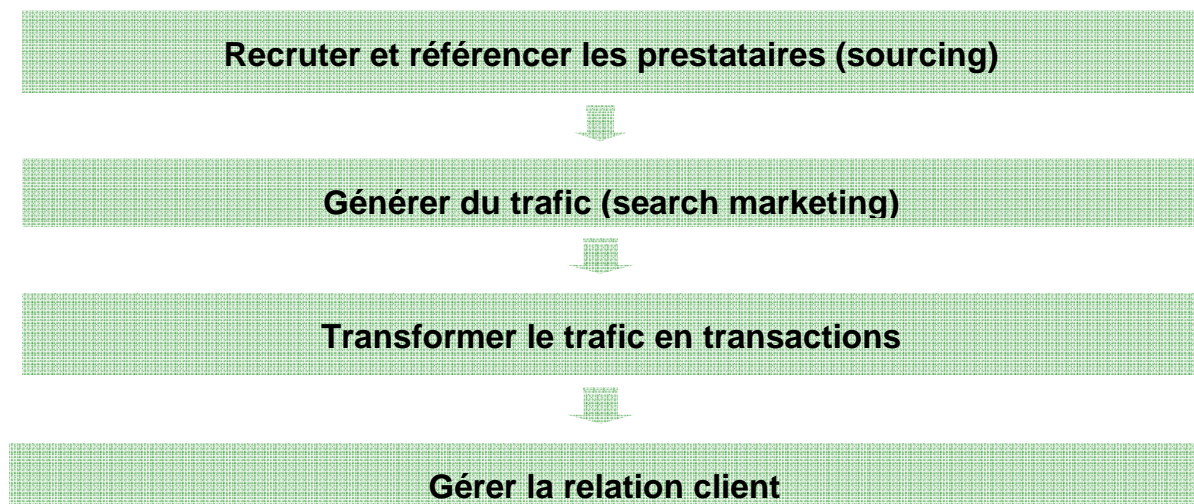 Recruter et référencer les prestataires (sourcing)
Générer du trafic (search marketing)
Transformer le trafic en transactions
Gérer la relation client